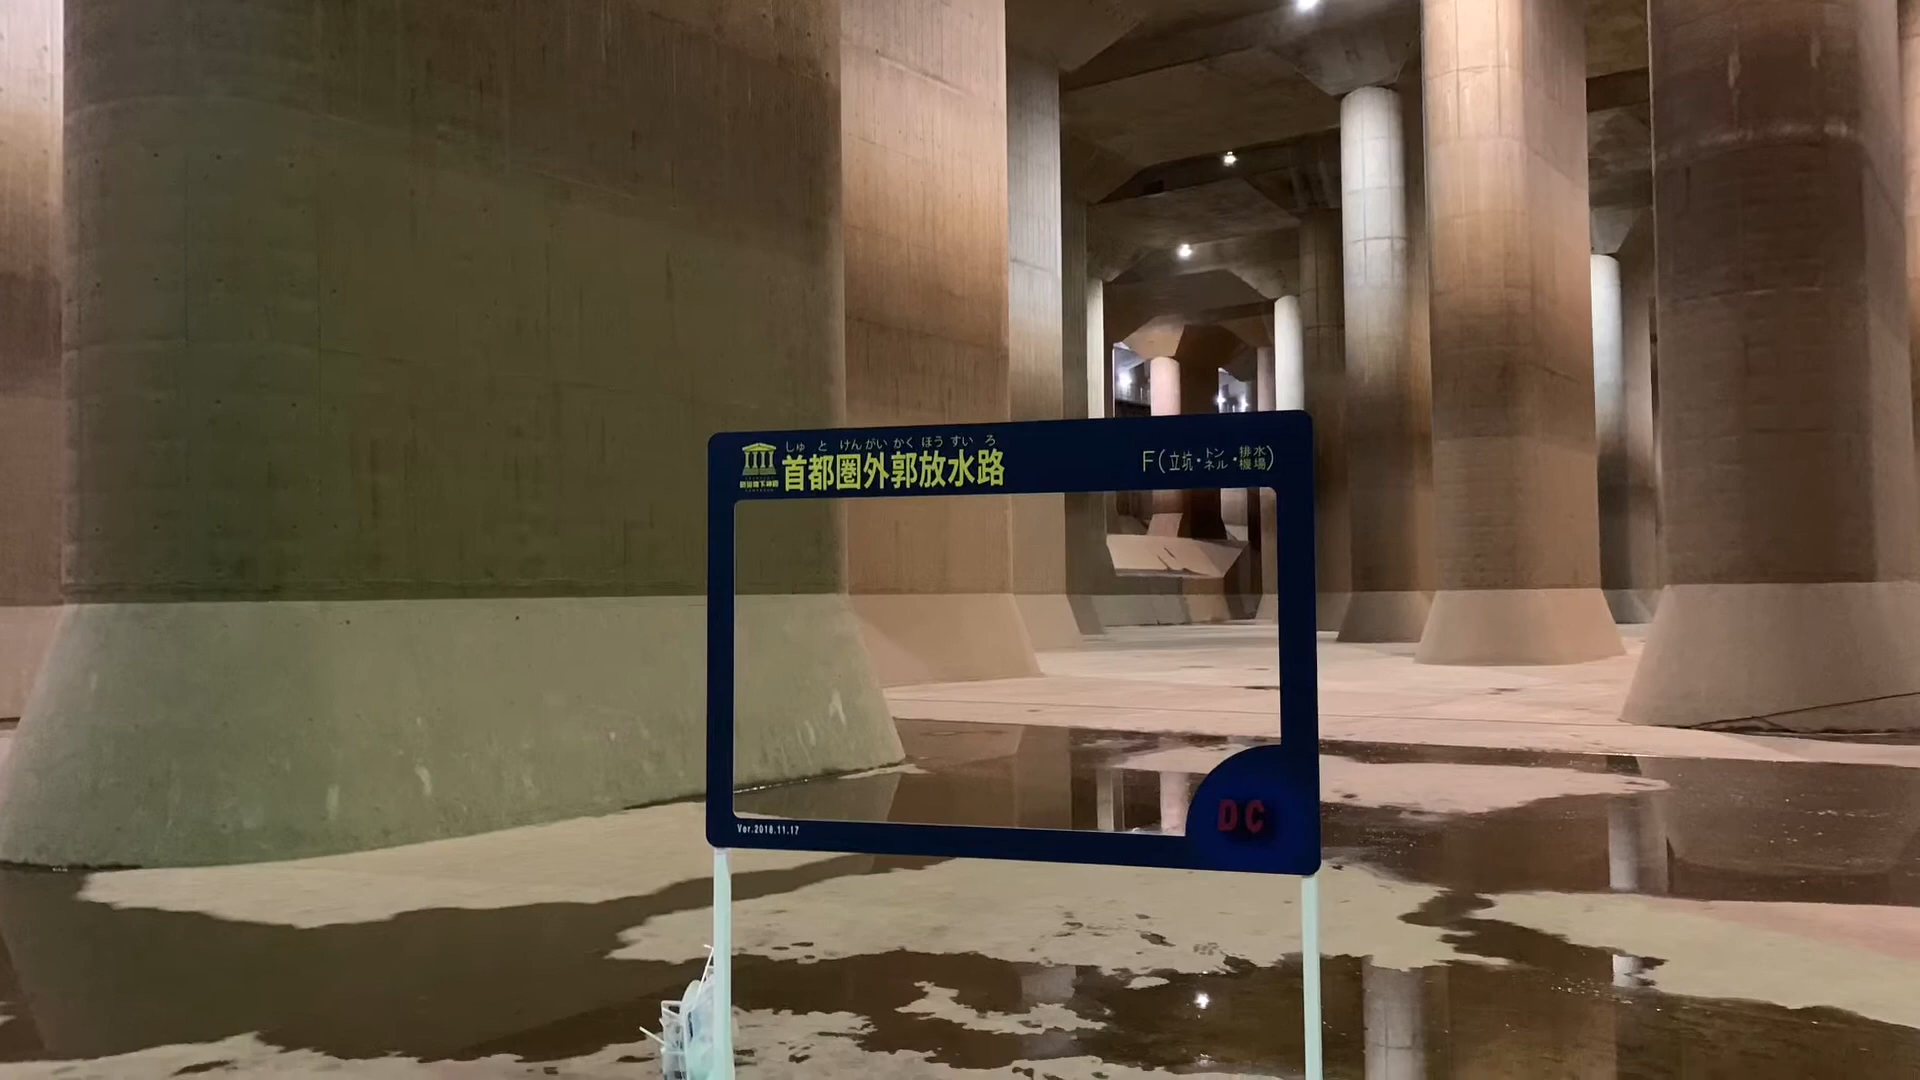 しゅ と けん がい かく ほう すい ろ
首都圏外郭放水路
F(立坑・トンネル・排水機場)
DC
Ver.2018.11.17